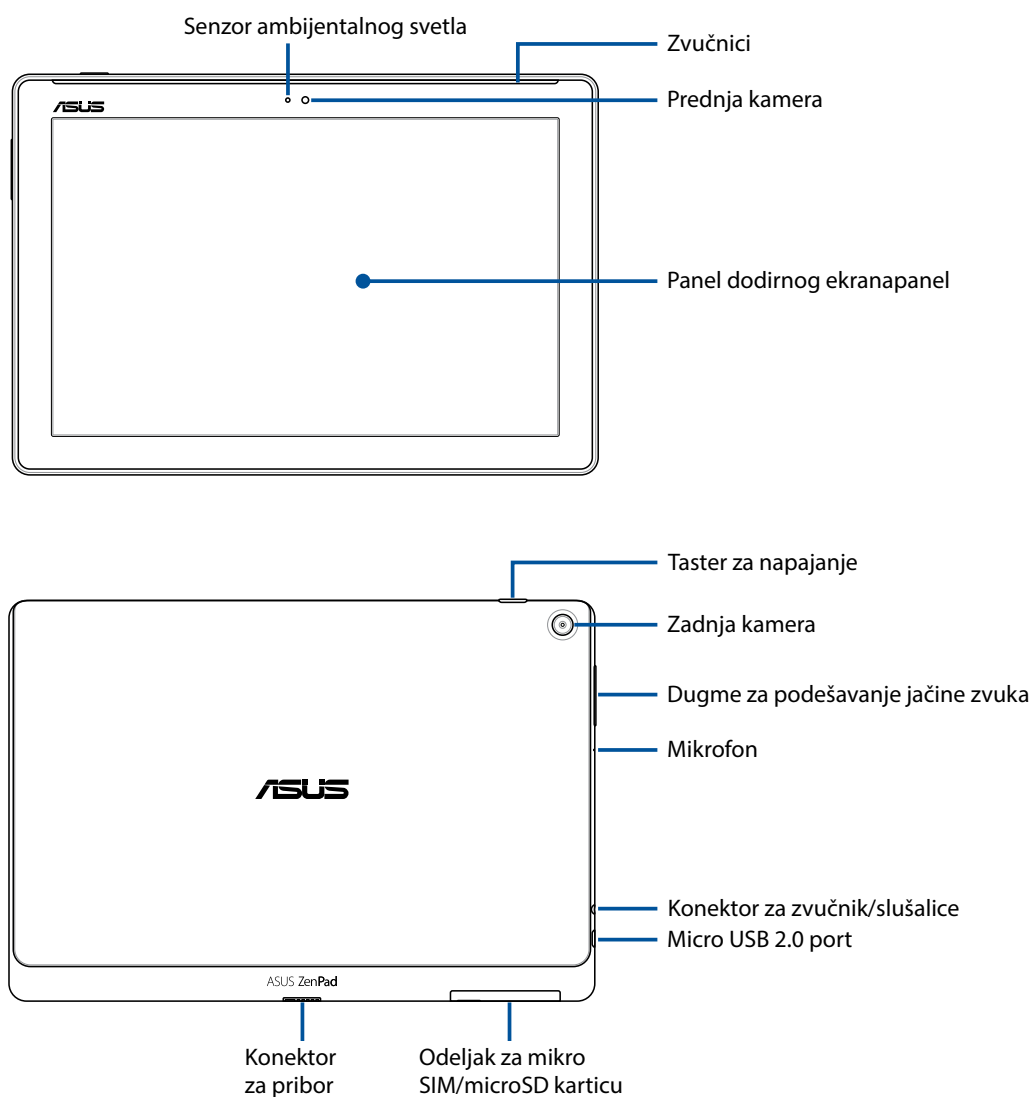 Senzor ambijentalnog svetla
Zvučnici
Prednja kamera
ASUS
Panel dodirnog ekranapanel
Taster za napajanje
Zadnja kamera
Dugme za podešavanje jačine zvuka
Mikrofon
ASUS
Konektor za zvučnik/slušalice
Micro USB 2.0 port
ASUS ZenPad
Konektor
za pribor
Odeljak za mikro
SIM/microSD karticu